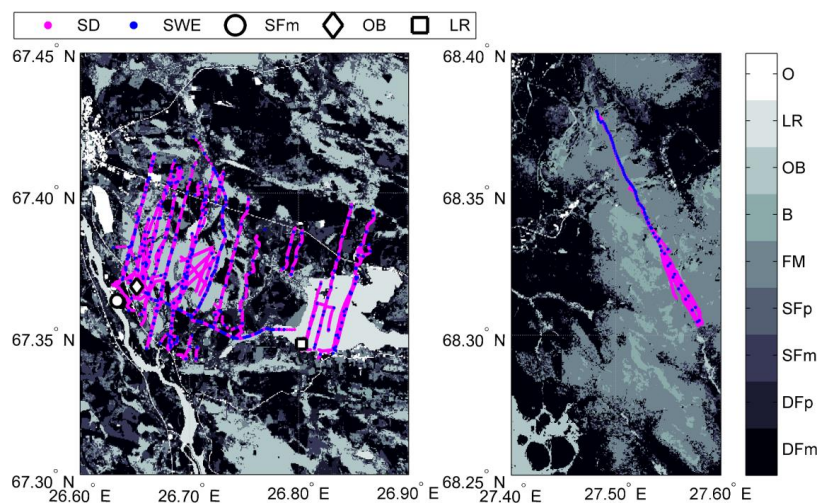 SD SWE SFm OB LR
67.45° N
67.40° N
67.35° N
67.30° N
26.60° E 26.70° E 26.80° E 26.90° E
68.40° N
68.35° N
68.30° N
68.25° N
27.40° E 27.50° E 27.60° E
O
LR
OB
B
FM
SFp
SFm
DFp
DFm